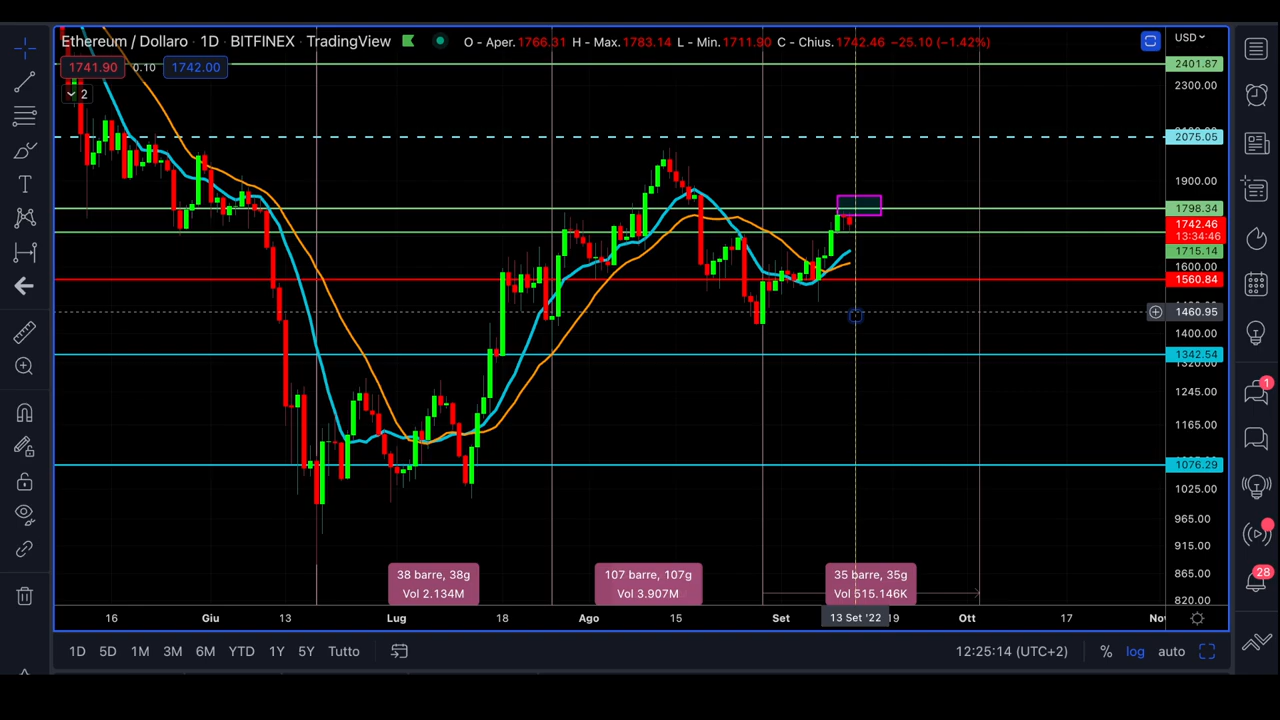 Ethereum / Dollaro · 1D · BITFINEX · TradingView O - Aper. 1766.31 H - Max. 1783.14 L - Min. 1711.90 C - Chius. 1742.46 −25.10 (−1.42%)
1741.90 0.10 1742.00
2
USD
2401.87
2300.00
2075.05
1900.00
1798.34
1742.46
13:34:46
1715.14
1600.00
1560.84
1460.95
1400.00
1342.54
1320.00
1245.00
1165.00
1076.29
1025.00
965.00
915.00
865.00
820.00
38 barre, 38g
Vol 2.134M
107 barre, 107g
Vol 3.907M
35 barre, 35g
Vol 515.146K
16 Giu 13 Lug 18 Ago 15 Set 13 Set '22 19 Ott 17
1D 5D 1M 3M 6M YTD 1Y 5Y Tutto 12:25:14 (UTC+2) % log auto
1
28